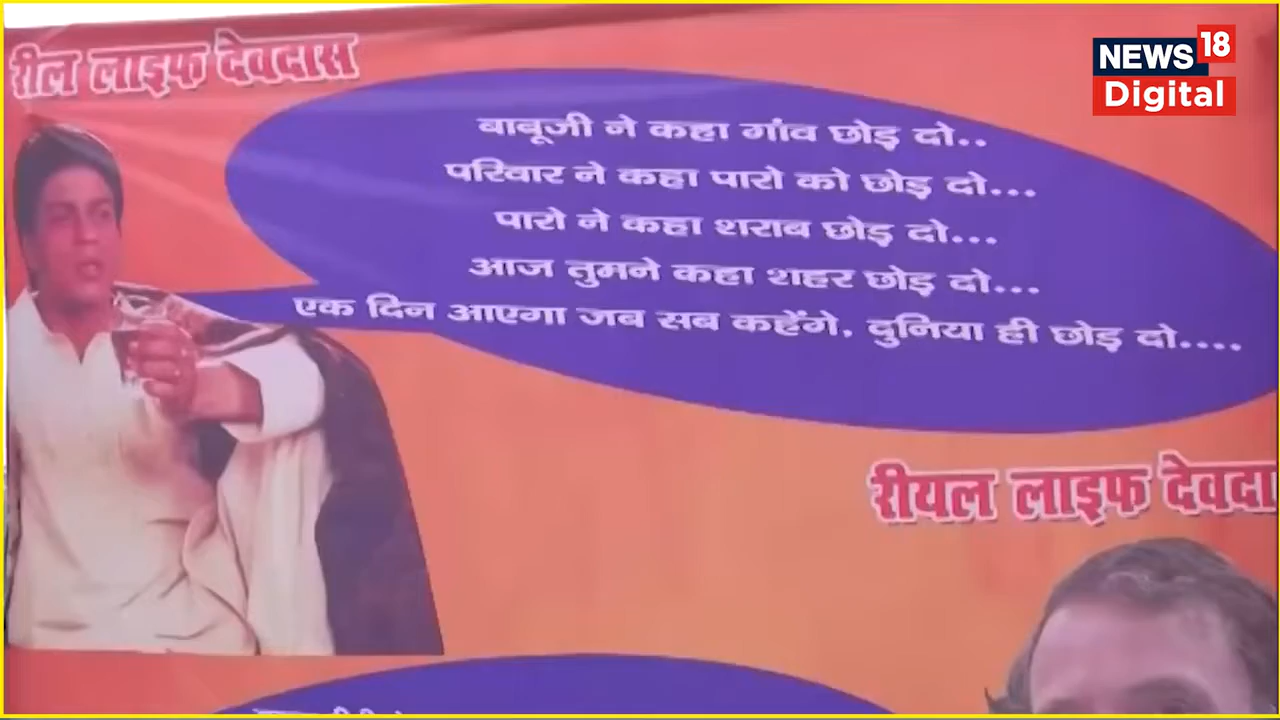 रील लाइफ देवदास
NEWS 18
Digital
बाबूजी ने कहा गांव छोड़ दो..
परिवार ने कहा पारो को छोड़ दो...
पारो ने कहा शराब छोड़ दो...
आज तुमने कहा शहर छोड़ दो...
एक दिन आएगा जब सब कहेंगे, दुनिया ही छोड़ दो....
रीयल लाइफ